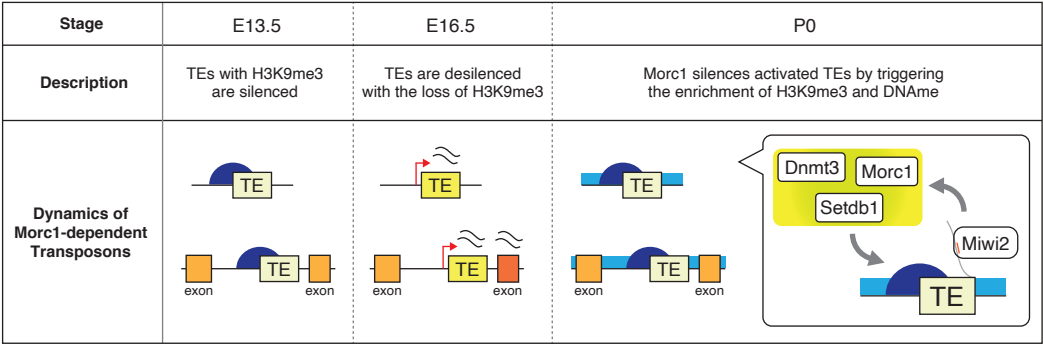 Stage
E13.5
E16.5
P0
Description
TEs with H3K9me3
are silenced
TEs are desilenced
with the loss of H3K9me3
Morc1 silences activated TEs by triggering
the enrichment of H3K9me3 and DNAme
Dynamics of
Morc1-dependent
Transposons
TE
TE
TE
TE
exon
exon
TE
exon
exon
TE
exon
exon
Dnmt3
Morc1
Setdb1
Miwi2
TE